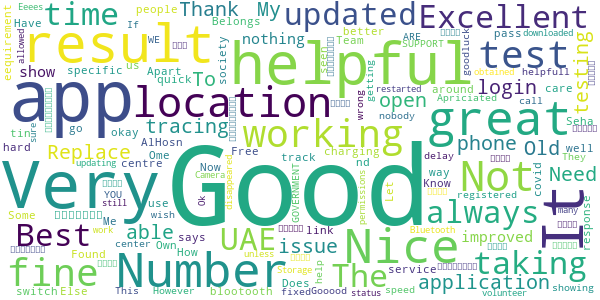 Eeees
time
Thank
My
updated
Excellent
people
Have
If
Belongs
downloaded
eequirement
allowed
WE
nothing
ARE
SUPPORT
pass
goodluck
result
helpful
test
testing
Apart
us
better
Team
show
specific
quick
To
society
seen
getting
helpfull
app
location
open
login
care
restarted
obtained
around
Apriciated
call
Seha
tin
go
okay
tracing
working
great
wrong
nobody
hard
sure
Replace
AlHosn
centre
phone
Old
delay
well
updating
Ome
Free
charging
Not
way
Know
They
Very
Good
It
Now
Camera
track
nd
Need
YOU
still
Ok
disappeared
GOVERNMENT
permissions
Let
covid
registered
many
Best
able
use
wish
UAE
issue
link
Nice
always
improved
response
Some
Me
Own
says
The
taking
fine
Number
application
Found
How
center
help
service
work
unless
Bluetooth
switch
Else
bloototh
Does
Storage
fixed
showing
This
However
Gooood
status
speed
volunteer